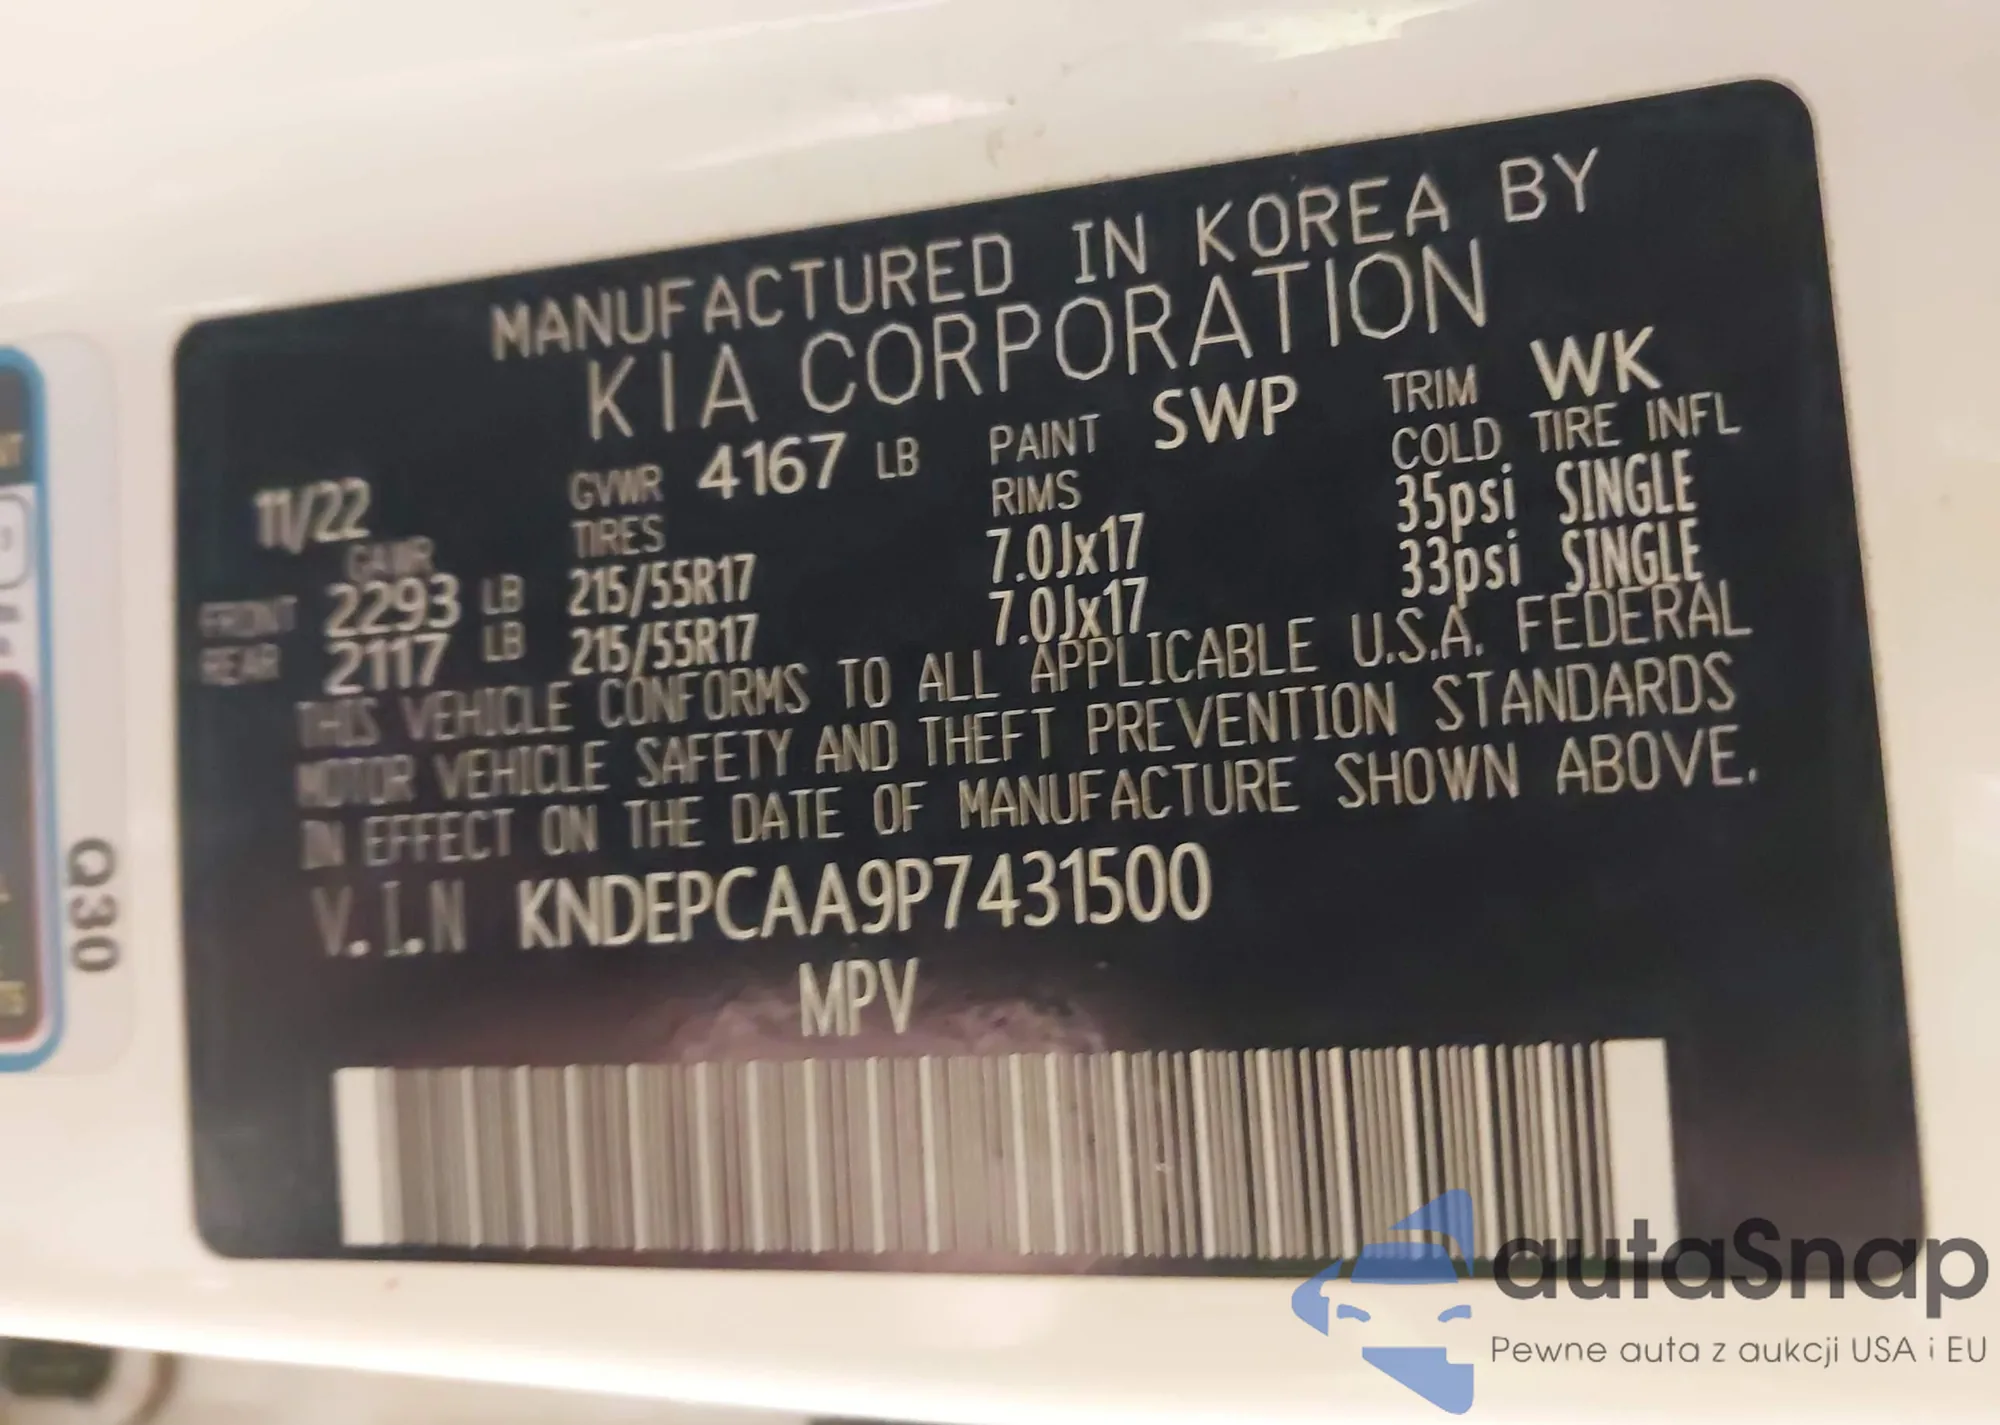 MANUFACTURED IN KOREA BY
KIA CORPORATION
11/22 GVWR 4167 LB PAINT SWP TRIM WK
GAWR TIRES RIMS COLD TIRE INFL
FRONT 2293 LB 215/55R17 7.0Jx17 35psi SINGLE
REAR 2117 LB 215/55R17 7.0Jx17 33psi SINGLE
THIS VEHICLE CONFORMS TO ALL APPLICABLE U.S.A. FEDERAL
MOTOR VEHICLE SAFETY AND THEFT PREVENTION STANDARDS
IN EFFECT ON THE DATE OF MANUFACTURE SHOWN ABOVE.
V.I.N KNDEPCAA9P7431500
MPV
Q30
autaSnap
Pewne auta z aukcji USA i EU